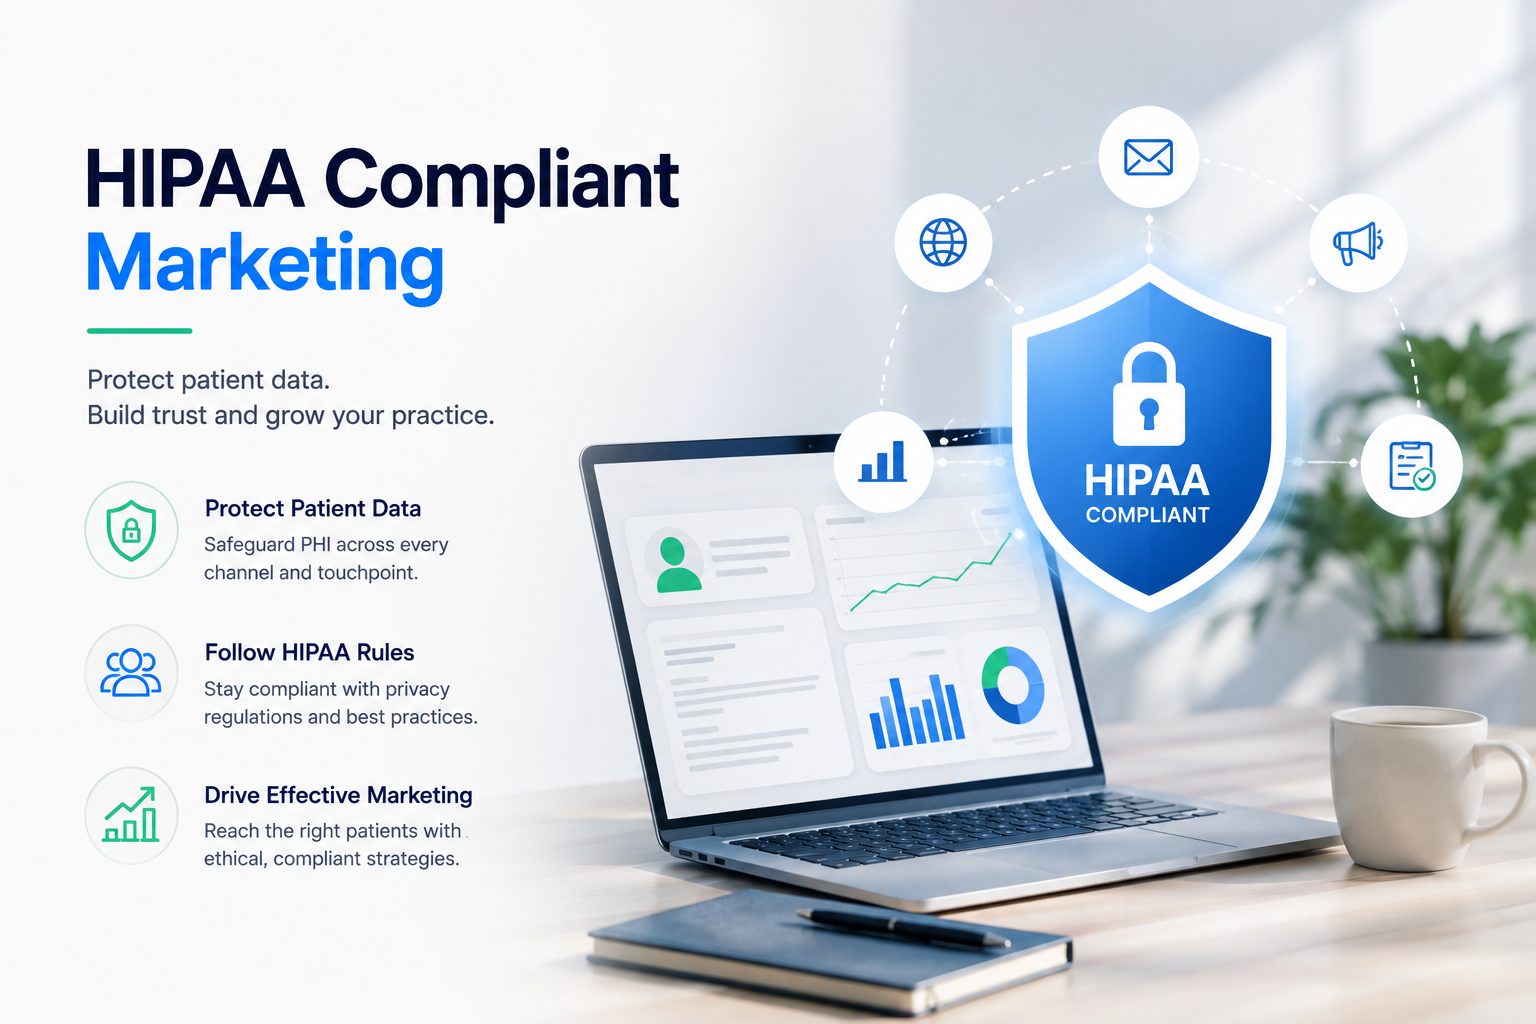 HIPAA Compliant
Marketing
Protect patient data.
Build trust and grow your practice.
Protect Patient Data
Safeguard PHI across every
channel and touchpoint.
Follow HIPAA Rules
Stay compliant with privacy
regulations and best practices.
Drive Effective Marketing
Reach the right patients with
ethical, compliant strategies.
HIPAA
COMPLIANT